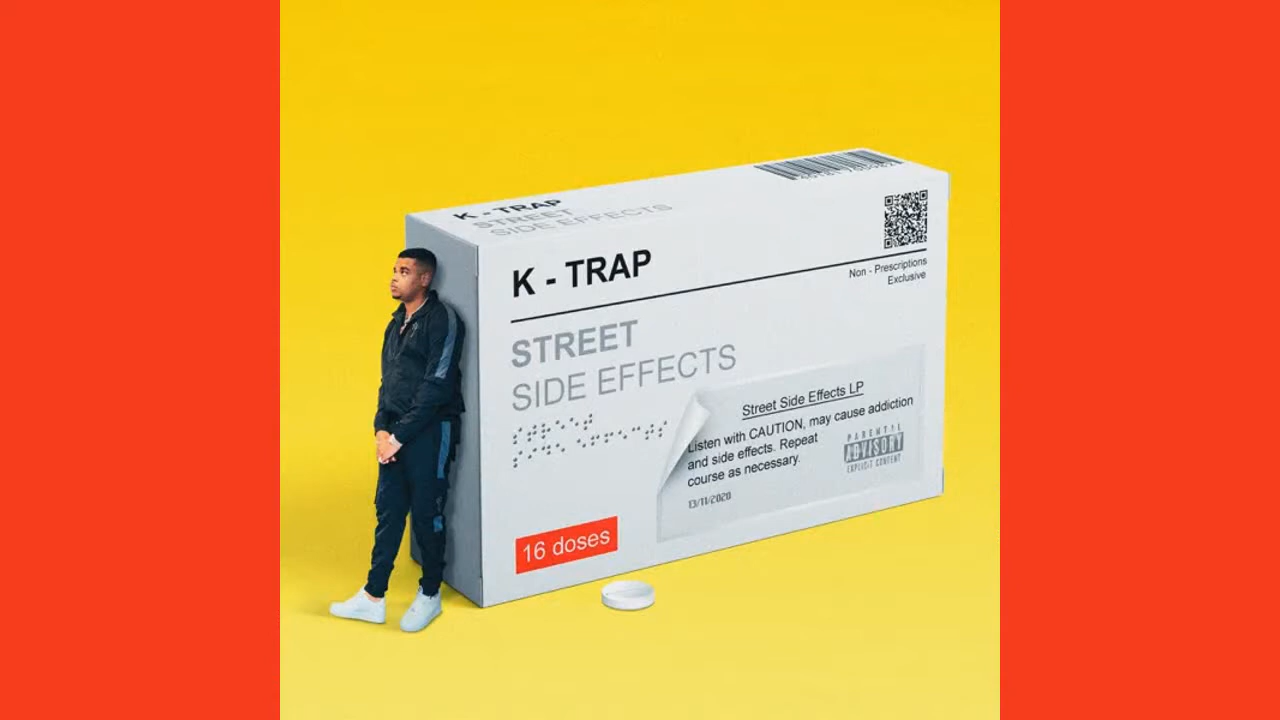 K - TRAP
STREET
SIDE EFFECTS
K - TRAP
Non - Prescriptions
Exclusive
STREET
SIDE EFFECTS
Street Side Effects LP
Listen with CAUTION, may cause addiction
and side effects. Repeat
course as necessary.
PARENTAL
ADVISORY
EXPLICIT CONTENT
13/11/2020
16 doses